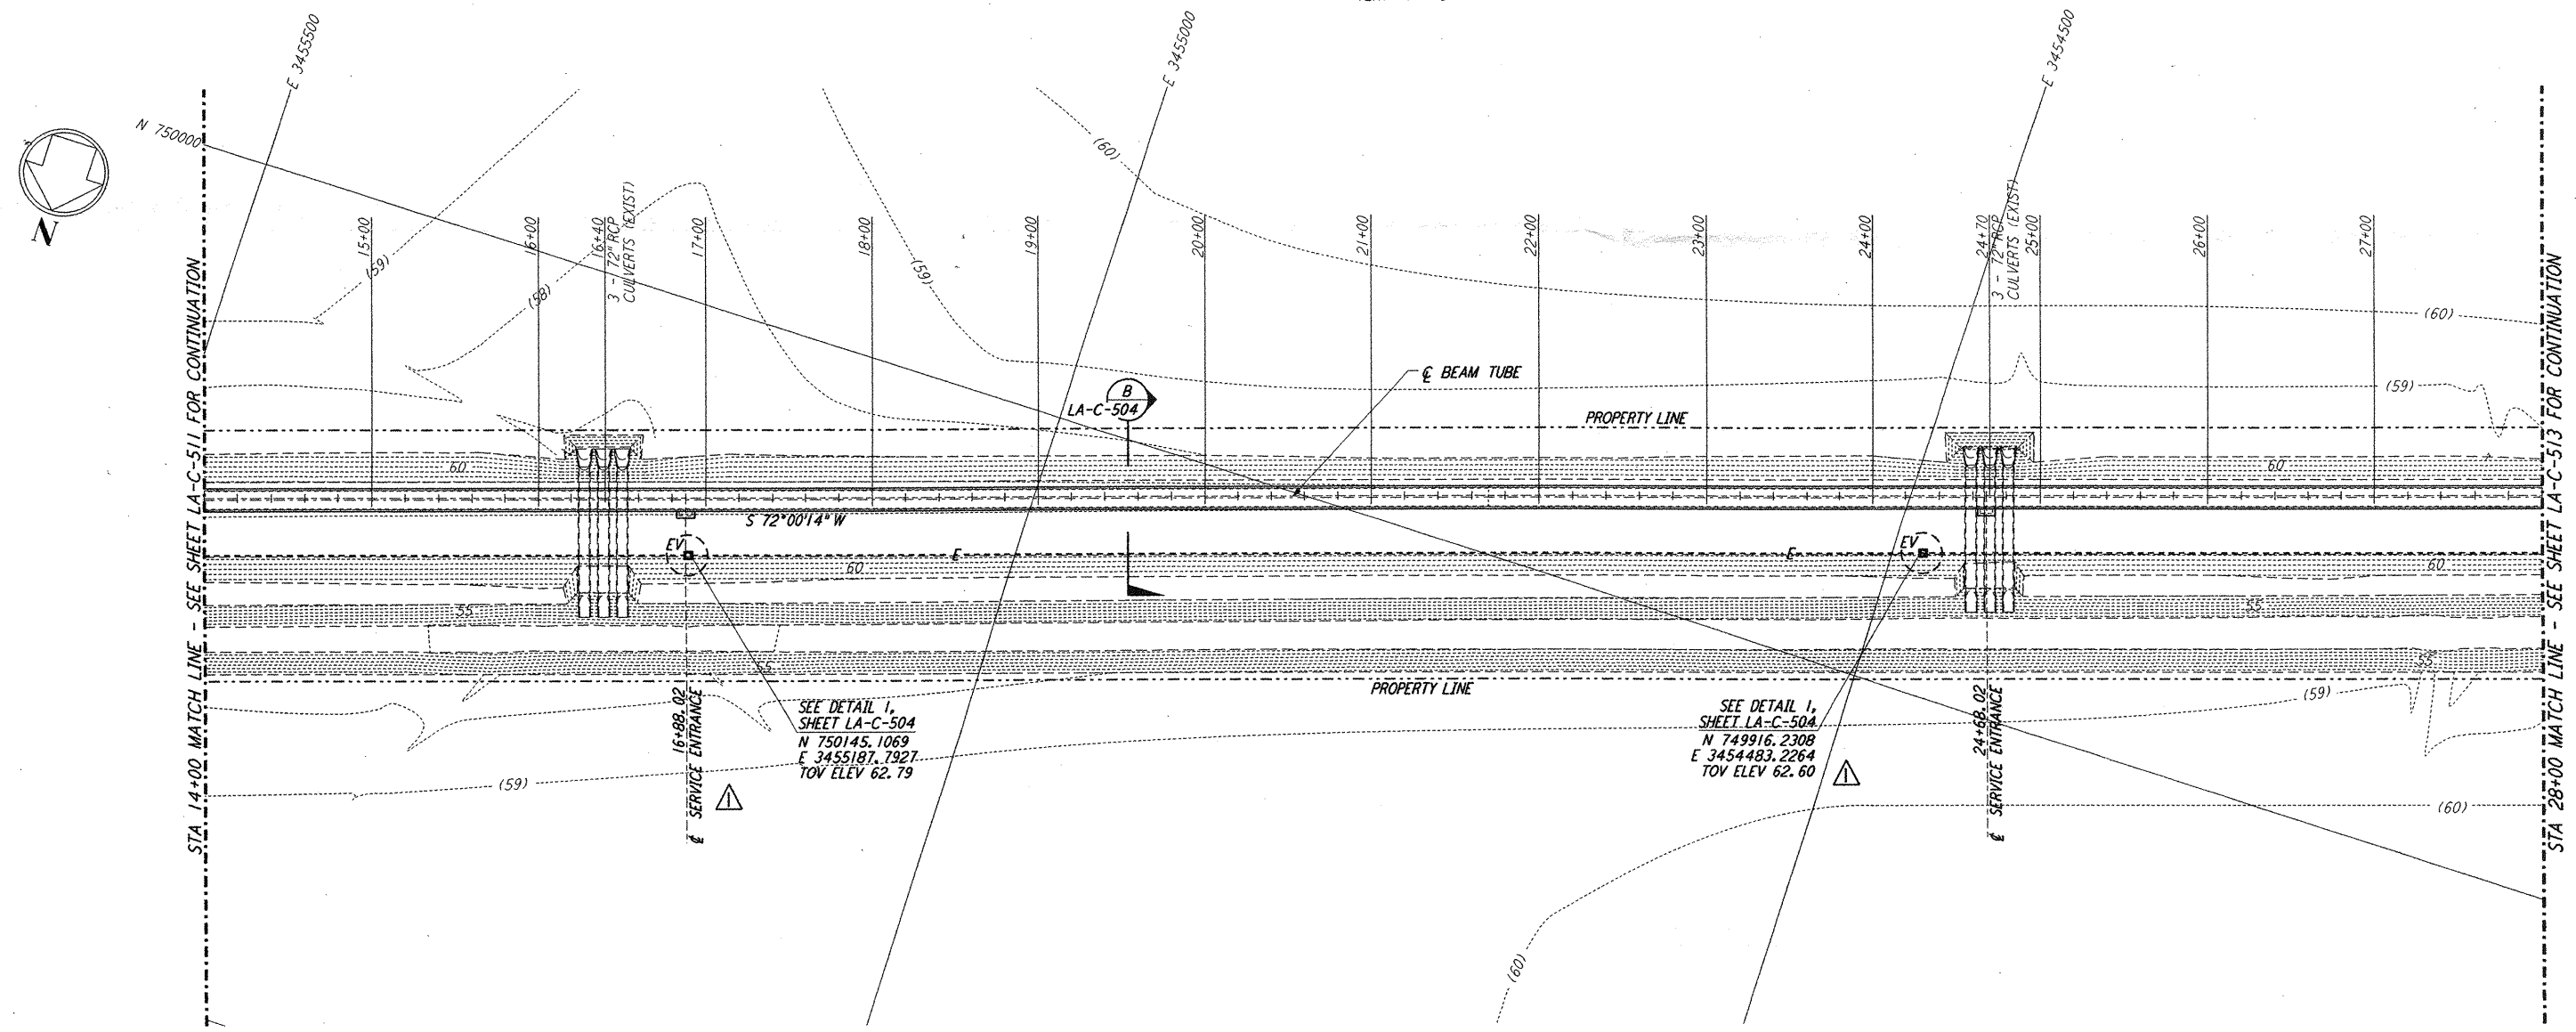 E 3455500
E 3455000
E 3454500
N 750000
N
(60)
15+00
16+00
16+40
3 - 72" RCP
CULVERTS (EXIST)
17+00
18+00
19+00
20+00
21+00
22+00
23+00
24+00
24+70
3 - 72" RCP
CULVERTS (EXIST)
25+00
26+00
27+00
(59)
(58)
(59)
(60)
(59)
℄ BEAM TUBE
B
LA-C-504
PROPERTY LINE
60
60
S 72°00'14" W
EV
E
E
EV
60
60
55
55
55
55
PROPERTY LINE
16+88.02
℄ SERVICE ENTRANCE
SEE DETAIL 1,
SHEET LA-C-504
N 750145.1069
E 3455187.7927
TOV ELEV 62.79
1
SEE DETAIL 1,
SHEET LA-C-504
N 749916.2308
E 3454483.2264
TOV ELEV 62.60
1
24+68.02
℄ SERVICE ENTRANCE
(59)
(59)
(60)
(60)
STA 14+00 MATCH LINE - SEE SHEET LA-C-511 FOR CONTINUATION
STA 28+00 MATCH LINE - SEE SHEET LA-C-513 FOR CONTINUATION